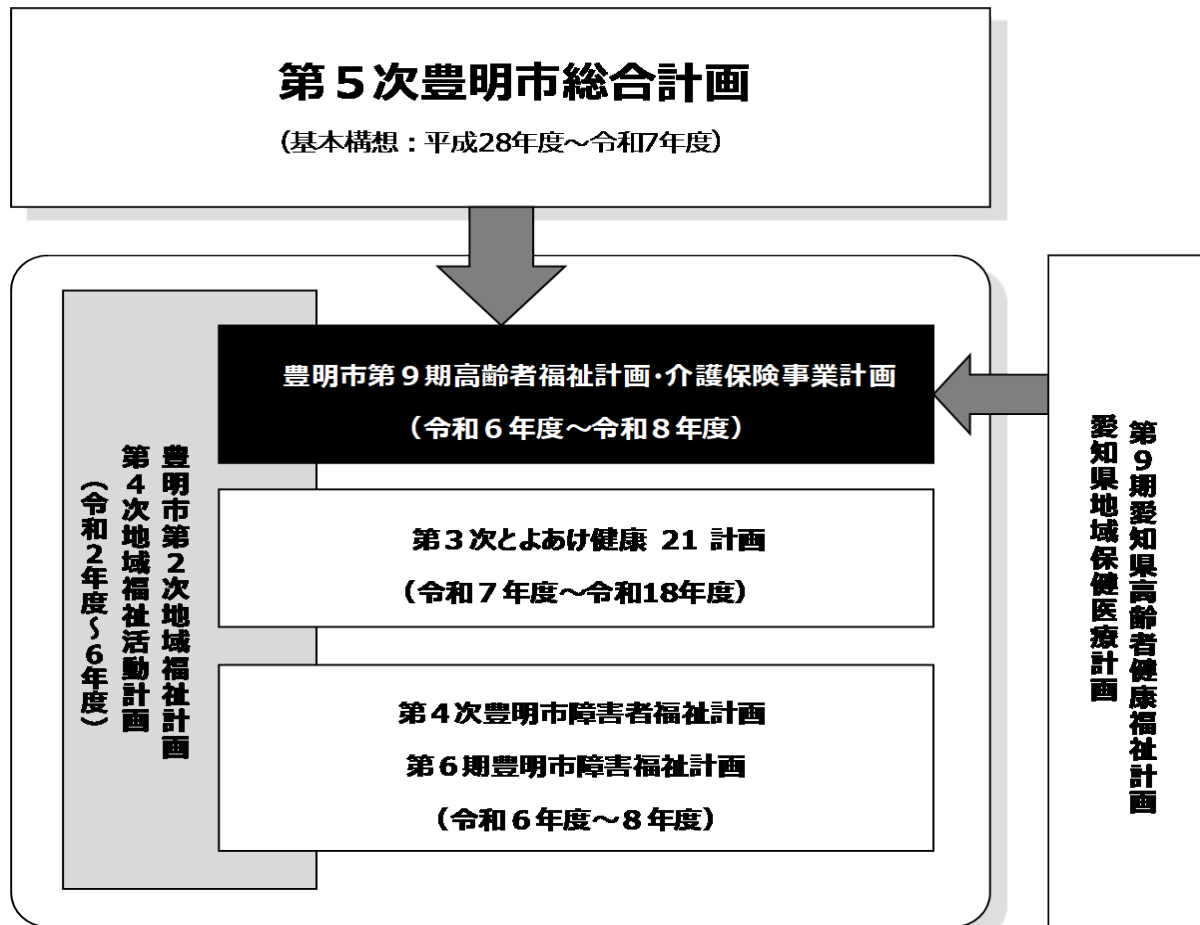 第５次豊明市総合計画
（基本構想：平成28年度～令和7年度）
豊明市第９期高齢者福祉計画・介護保険事業計画
（令和６年度～令和８年度）
第３次とよあけ健康 21 計画
（令和７年度～令和18年度）
第４次豊明市障害者福祉計画
第６期豊明市障害福祉計画
（令和６年度～８年度）
豊明市第２次地域福祉計画
第４次地域福祉活動計画
（令和２年度～６年度）
第９期愛知県高齢者健康福祉計画
愛知県地域保健医療計画